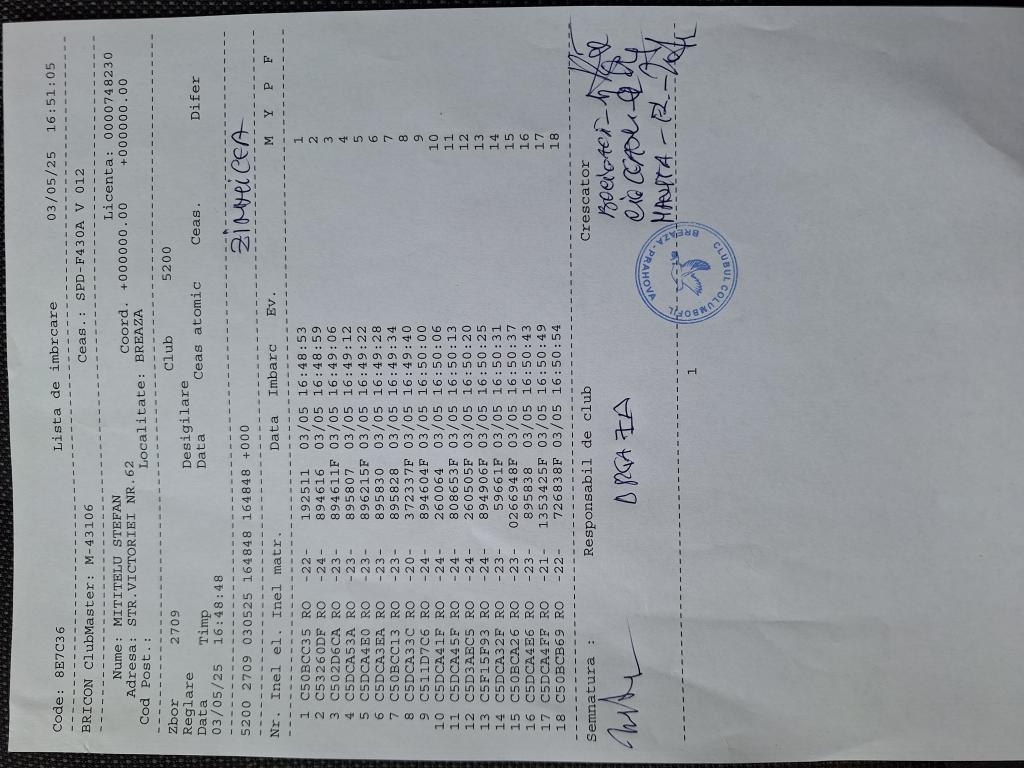 Code: 8E7C36 Lista de imbrcare 03/05/25 16:51:05
BRICON ClubMaster: M-43106 Ceas.: SPD-F430A V 012
Nume: MITITELU STEFAN Licenta: 0000748230
Adresa: STR.VICTORIEI NR.62 Coord. +000000.00 +000000.00
Cod Post.: Localitate: BREAZA
Zbor 2709 Club 5200
Reglare Desigilare
Data Timp Data Ceas atomic Ceas. Difer
03/05/25 16:48:48
5200 2709 030525 164848 164848 +000 ZIMNICEA
Nr. Inel el. Inel matr. Data Imbarc Ev. M Y P F
1 C50BCC35 RO -22- 192511 03/05 16:48:53 1
2 C53260DF RO -24- 894616 03/05 16:48:59 2
3 C502D6CA RO -23- 894611F 03/05 16:49:06 3
4 C5DCA53A RO -23- 895807 03/05 16:49:12 4
5 C5DCA4B0 RO -23- 896215F 03/05 16:49:22 5
6 C5DCA3EA RO -23- 895830 03/05 16:49:28 6
7 C50BCC13 RO -23- 895828 03/05 16:49:34 7
8 C5DCA33C RO -20- 372337F 03/05 16:49:40 8
9 C511D7C6 RO -24- 894604F 03/05 16:50:00 9
10 C5DCA41F RO -24- 260064 03/05 16:50:06 10
11 C5DCA45F RO -24- 808653F 03/05 16:50:13 11
12 C5D3AEC5 RO -24- 260505F 03/05 16:50:20 12
13 C5F15F93 RO -24- 894906F 03/05 16:50:25 13
14 C5DCA32F RO -23- 59661F 03/05 16:50:31 14
15 C50BCA26 RO -23- 0266948F 03/05 16:50:37 15
16 C5DCA4E6 RO -23- 895838 03/05 16:50:43 16
17 C5DCA4FF RO -21- 1353425F 03/05 16:50:49 17
18 C50BCB69 RO -22- 726838F 03/05 16:50:54 18
Semnatura : Responsabil de club Crescator
CLUBUL COLUMBOFIL BREAZA-PRAHOVA
1